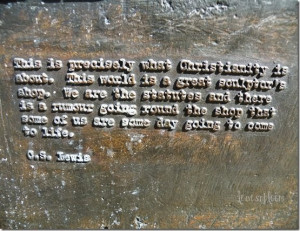 This is precisely what Christianity is
about. This world is a great sculptor's
shop. We are the statutes and there
is a rumour going round the shop that
some of us are some day going to come
to life.
C.S. Lewis